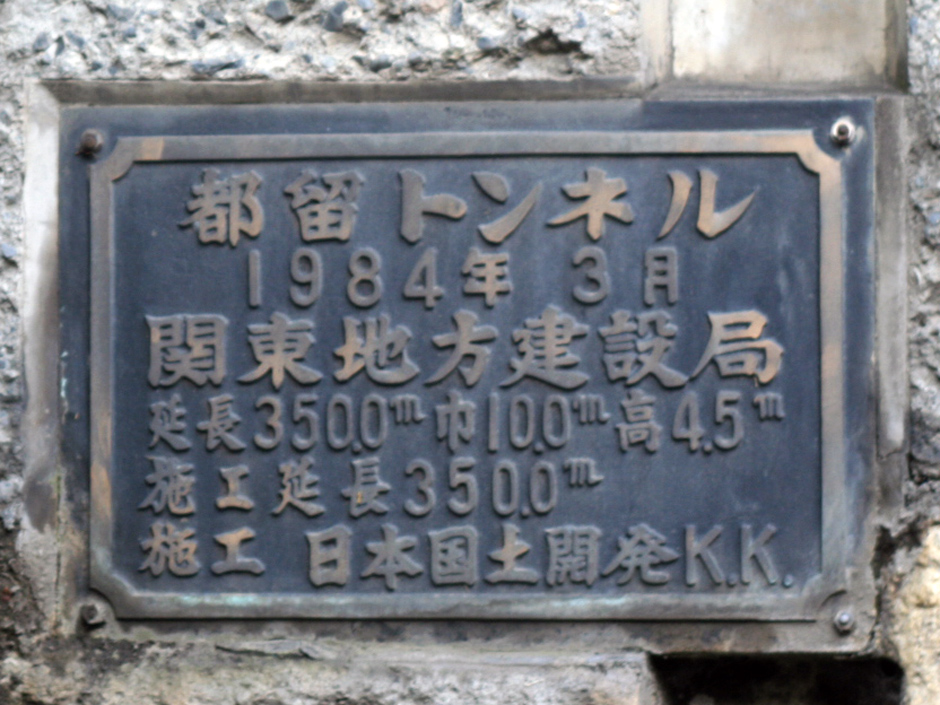 都留トンネル
1984年 3月
関東地方建設局
延長350.0m 巾10.0m 高4.5m
施工延長350.0m
施工 日本国土開発K.K.